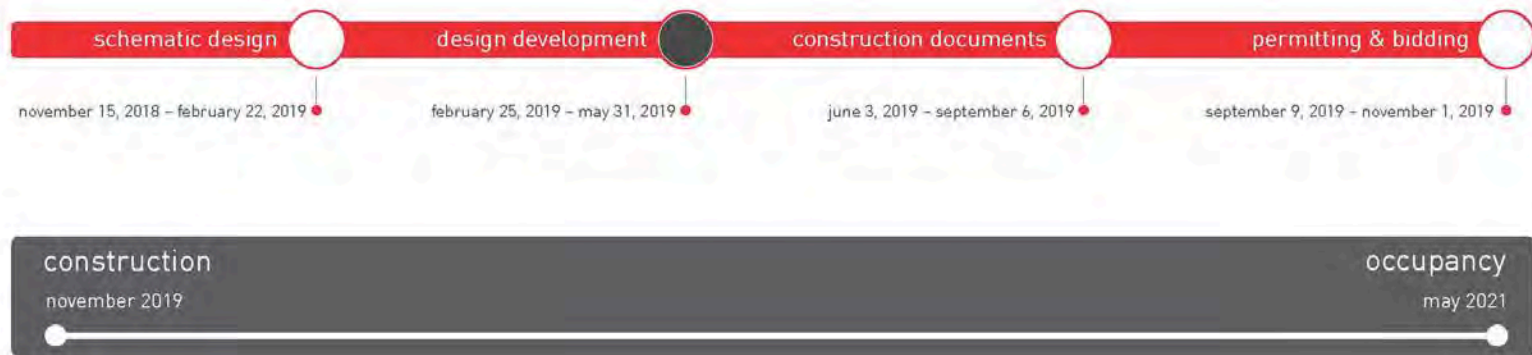 schematic design
design development
construction documents
permitting & bidding
november 15, 2018 – february 22, 2019
february 25, 2019 – may 31, 2019
june 3, 2019 – september 6, 2019
september 9, 2019 – november 1, 2019
construction
occupancy
november 2019
may 2021